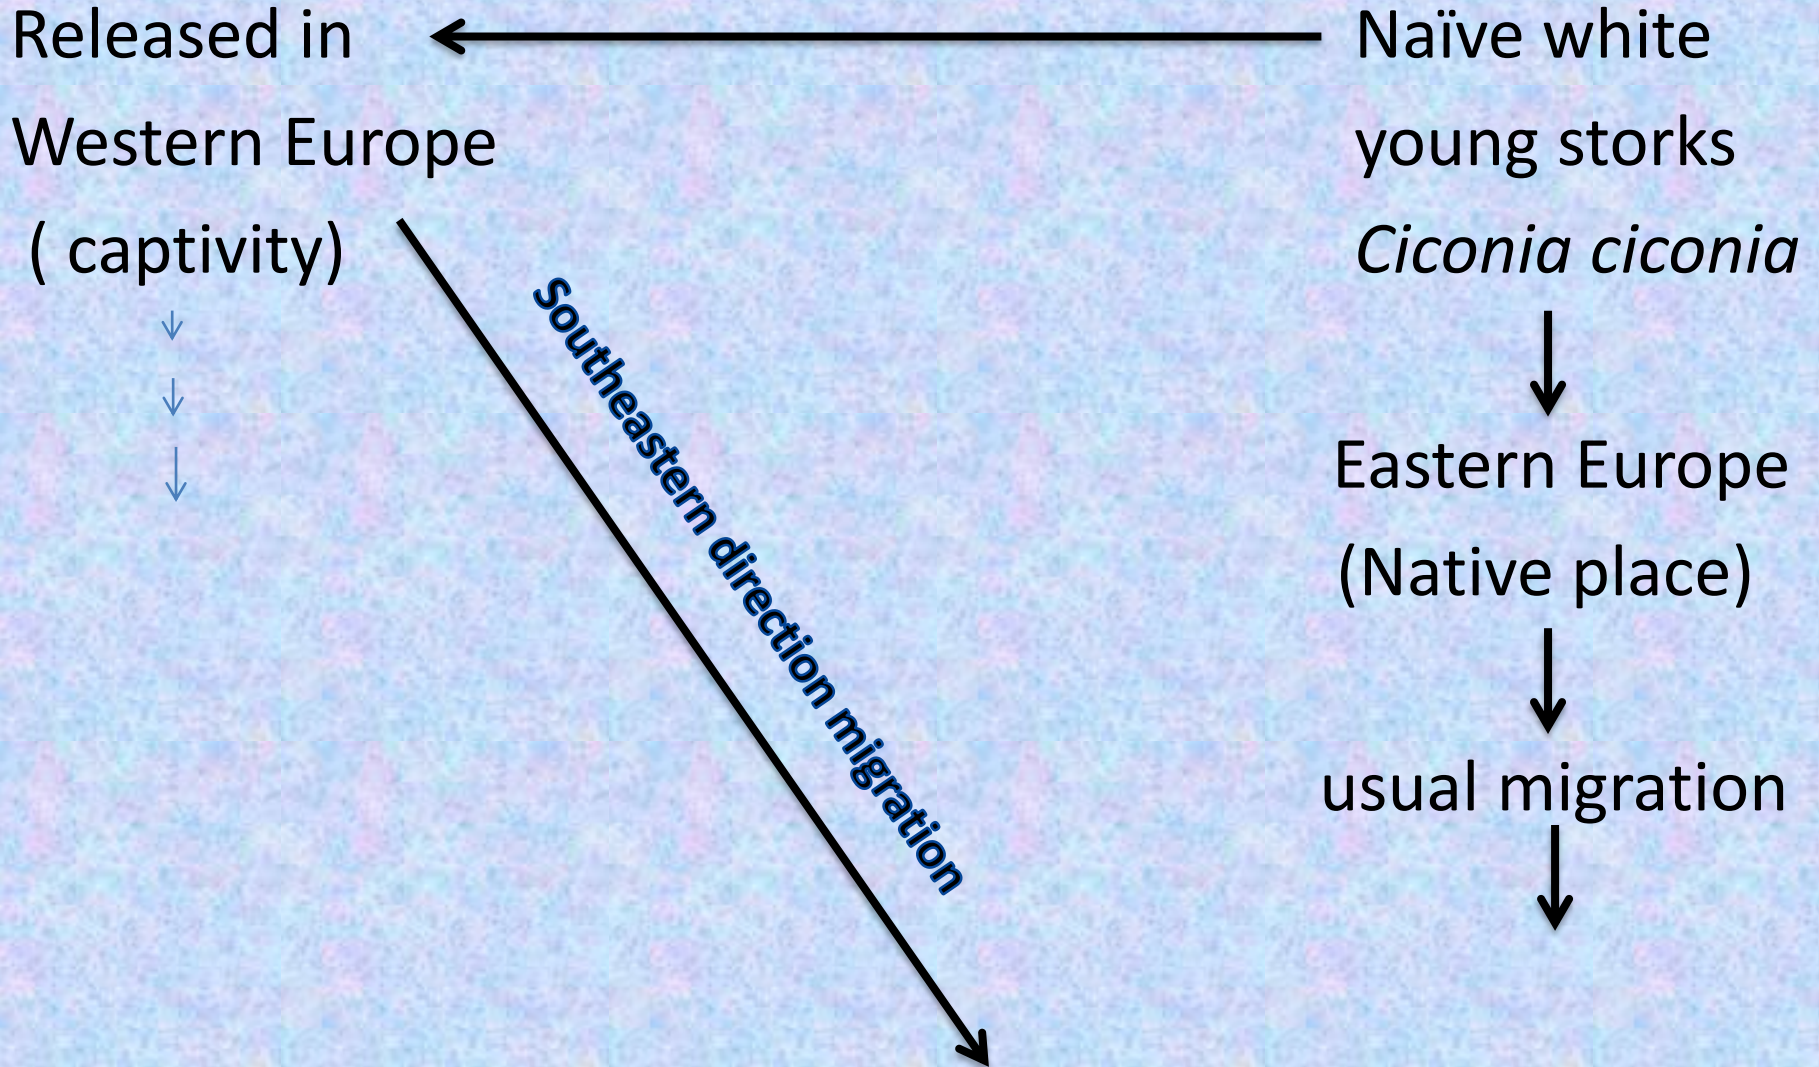 Released in
Western Europe
( captivity)
Southeastern direction migration
Naïve white
young storks
Ciconia ciconia
Eastern Europe
(Native place)
usual migration